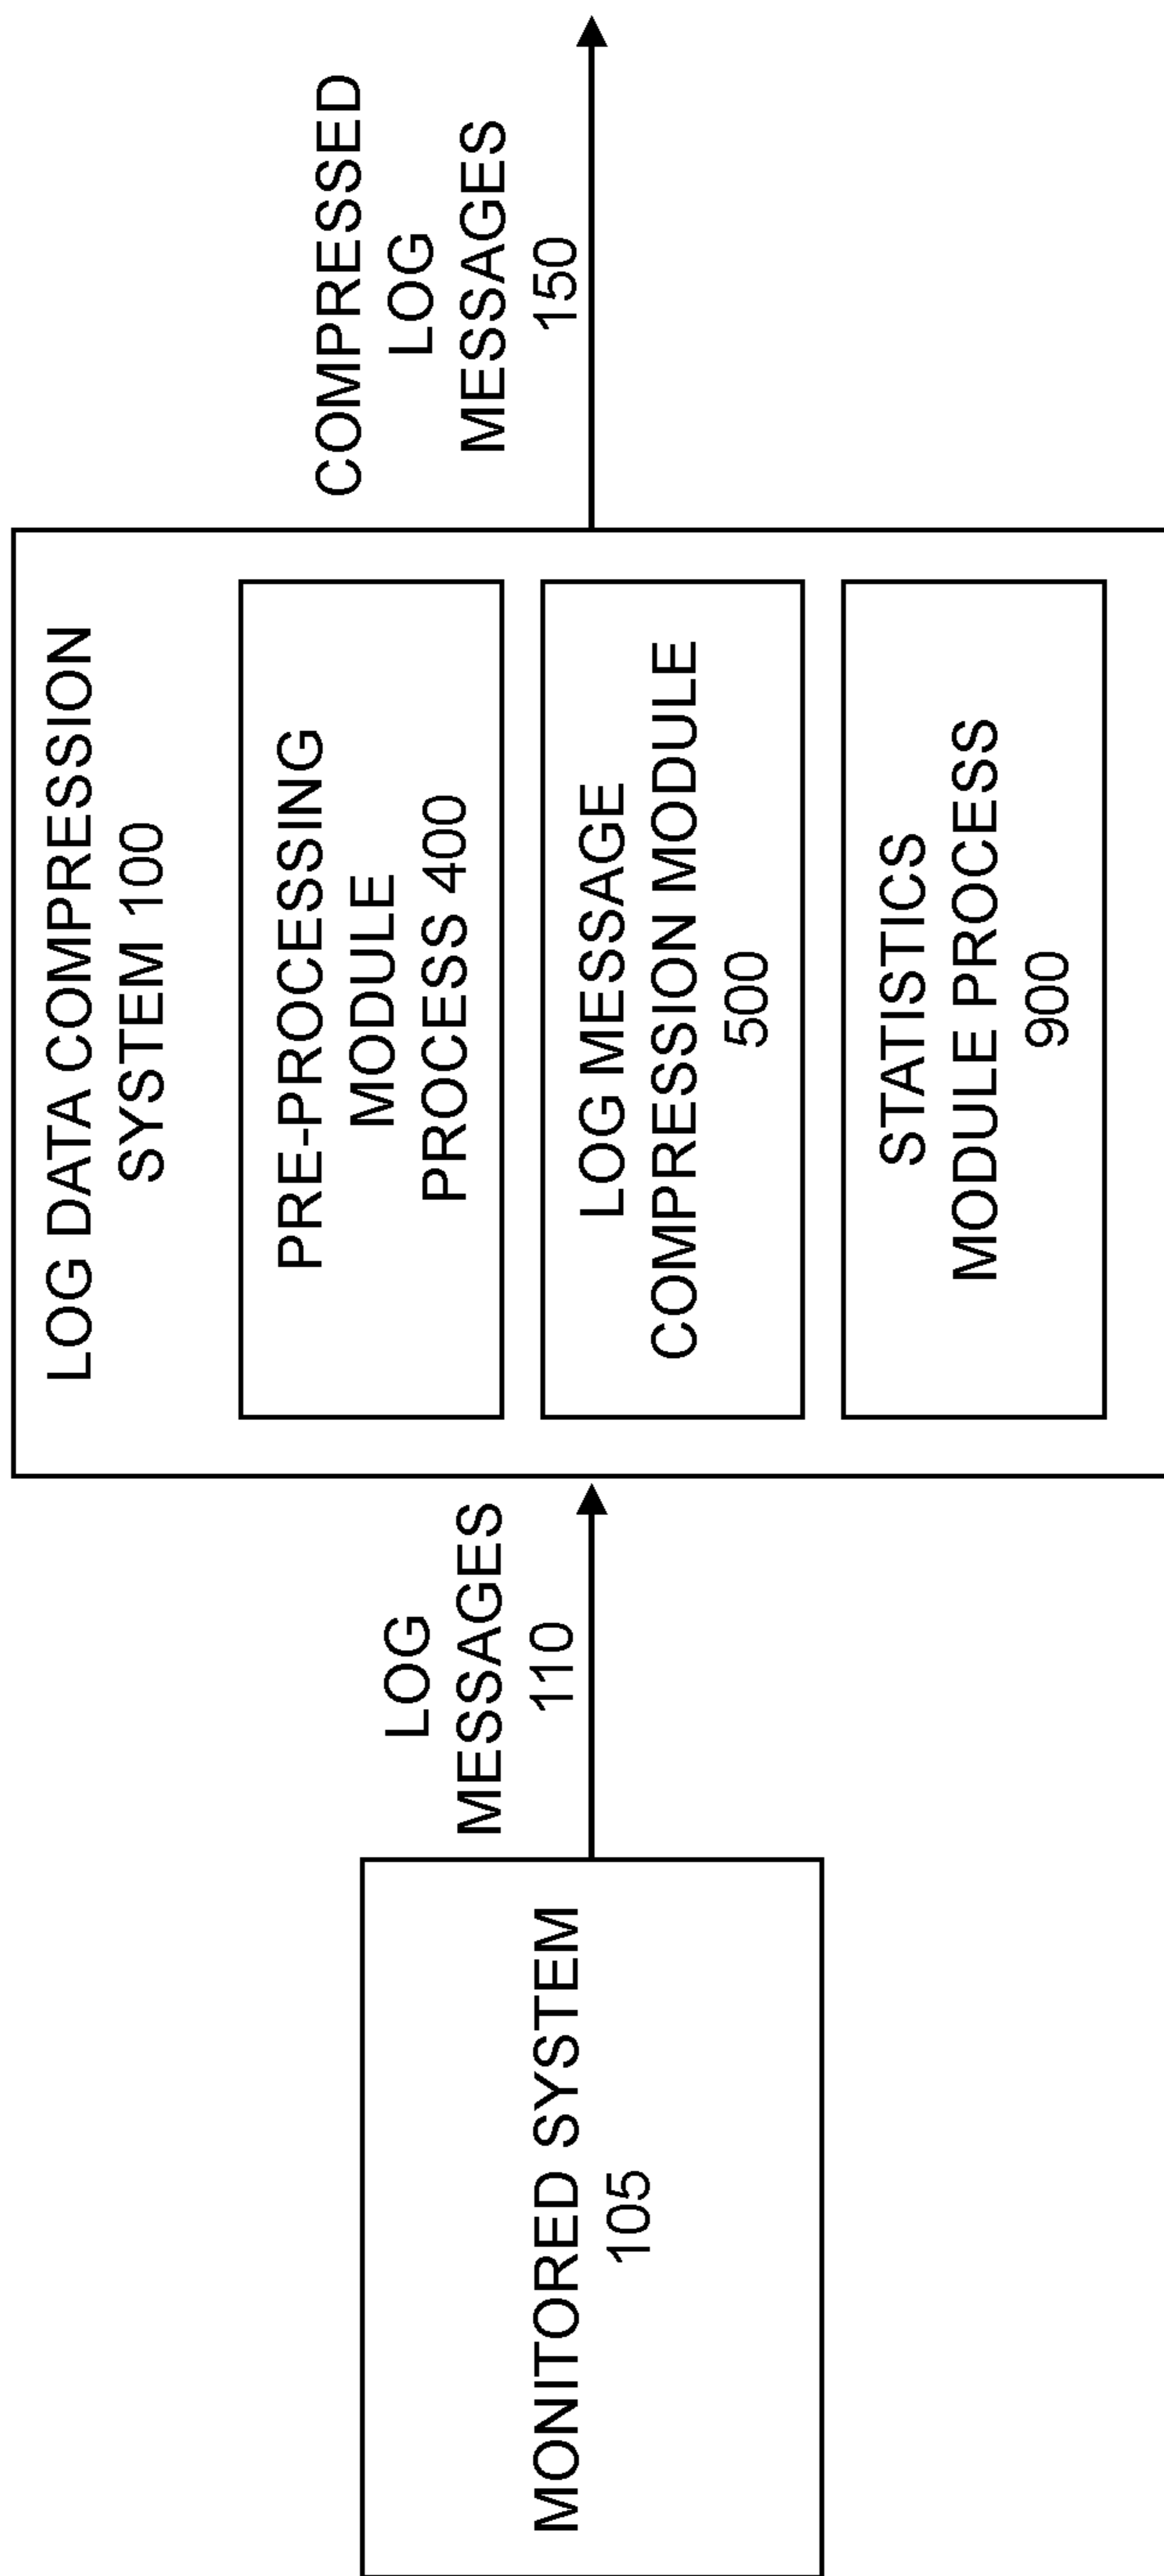 MONITORED SYSTEM
105
LOG
MESSAGES
110
LOG DATA COMPRESSION
SYSTEM 100
PRE-PROCESSING
MODULE
PROCESS 400
LOG MESSAGE
COMPRESSION MODULE
500
STATISTICS
MODULE PROCESS
900
COMPRESSED
LOG
MESSAGES
150